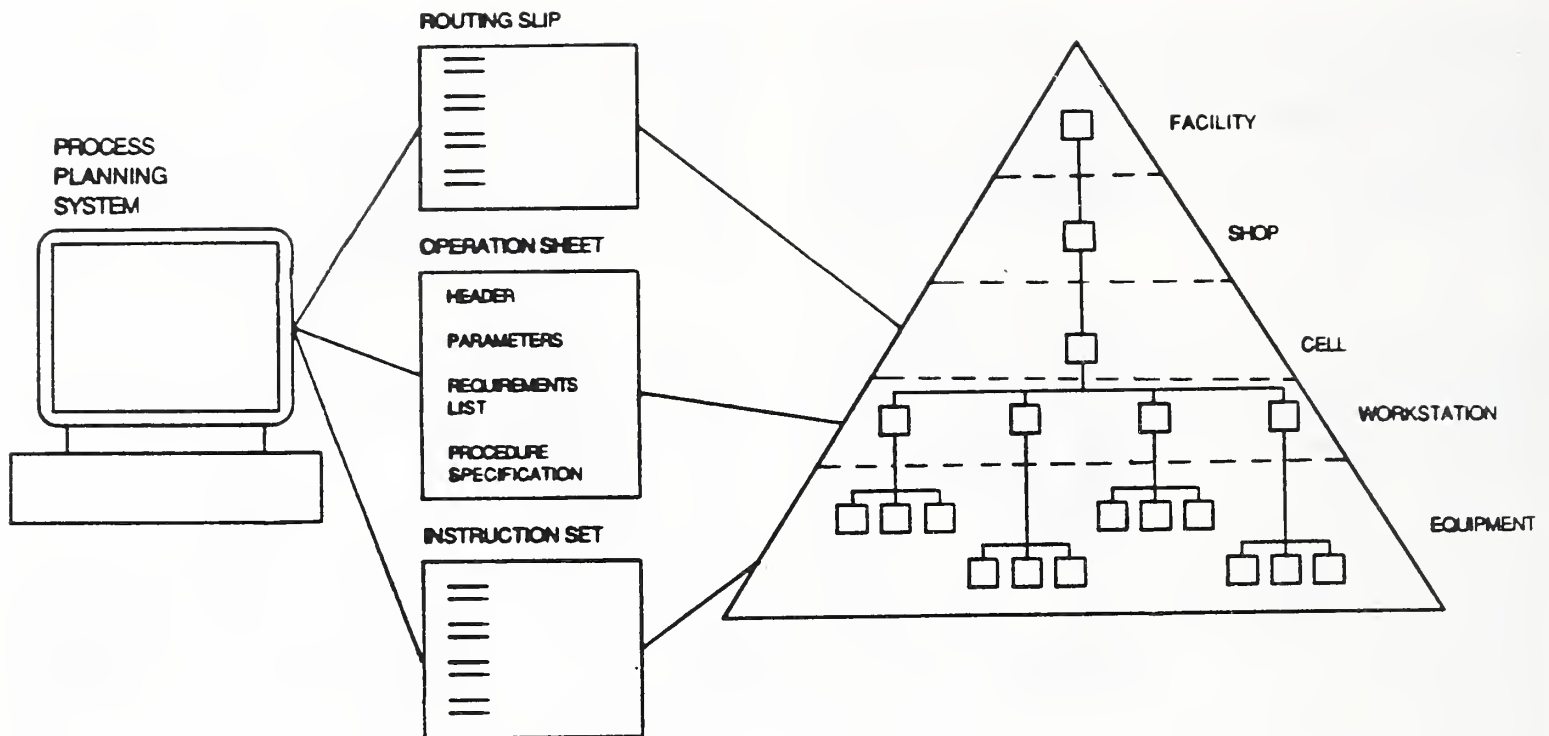 ROUTING SLIP
PROCESS
PLANNING
SYSTEM
OPERATION SHEET
HEADER
PARAMETERS
REQUIREMENTS
LIST
PROCEDURE
SPECIFICATION
INSTRUCTION SET
FACILITY
SHOP
CELL
WORKSTATION
EQUIPMENT